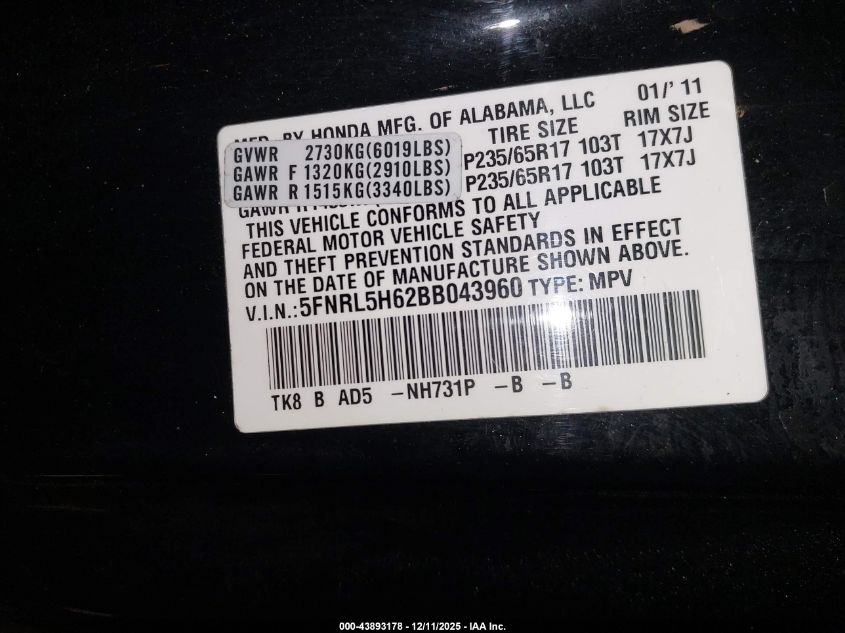 01/'11
MFD. BY HONDA MFG. OF ALABAMA, LLC
TIRE SIZE RIM SIZE
GVWR 2730KG(6019LBS)
GAWR F 1320KG(2910LBS) P235/65R17 103T 17X7J
GAWR R 1515KG(3340LBS) P235/65R17 103T 17X7J
GAWR R
THIS VEHICLE CONFORMS TO ALL APPLICABLE
FEDERAL MOTOR VEHICLE SAFETY
AND THEFT PREVENTION STANDARDS IN EFFECT
ON THE DATE OF MANUFACTURE SHOWN ABOVE.
V.I.N.:5FNRL5H62BB043960 TYPE: MPV
TK8 B AD5 -NH731P -B -B
000-43893178 - 12/11/2025 - IAA Inc.